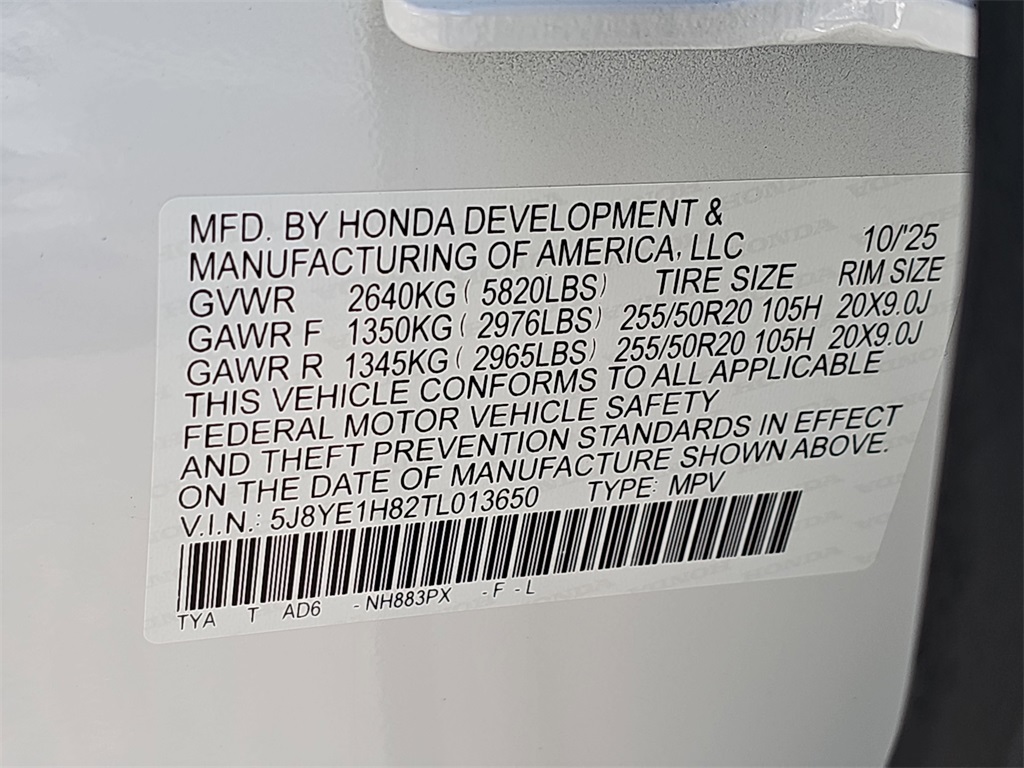 MFD. BY HONDA DEVELOPMENT &
MANUFACTURING OF AMERICA, LLC 10/'25
GVWR 2640KG ( 5820LBS) TIRE SIZE RIM SIZE
GAWR F 1350KG ( 2976LBS) 255/50R20 105H 20X9.0J
GAWR R 1345KG ( 2965LBS) 255/50R20 105H 20X9.0J
THIS VEHICLE CONFORMS TO ALL APPLICABLE
FEDERAL MOTOR VEHICLE SAFETY
AND THEFT PREVENTION STANDARDS IN EFFECT
ON THE DATE OF MANUFACTURE SHOWN ABOVE.
V.I.N.: 5J8YE1H82TL013650 TYPE: MPV
TYA T AD6 - NH883PX - F - L